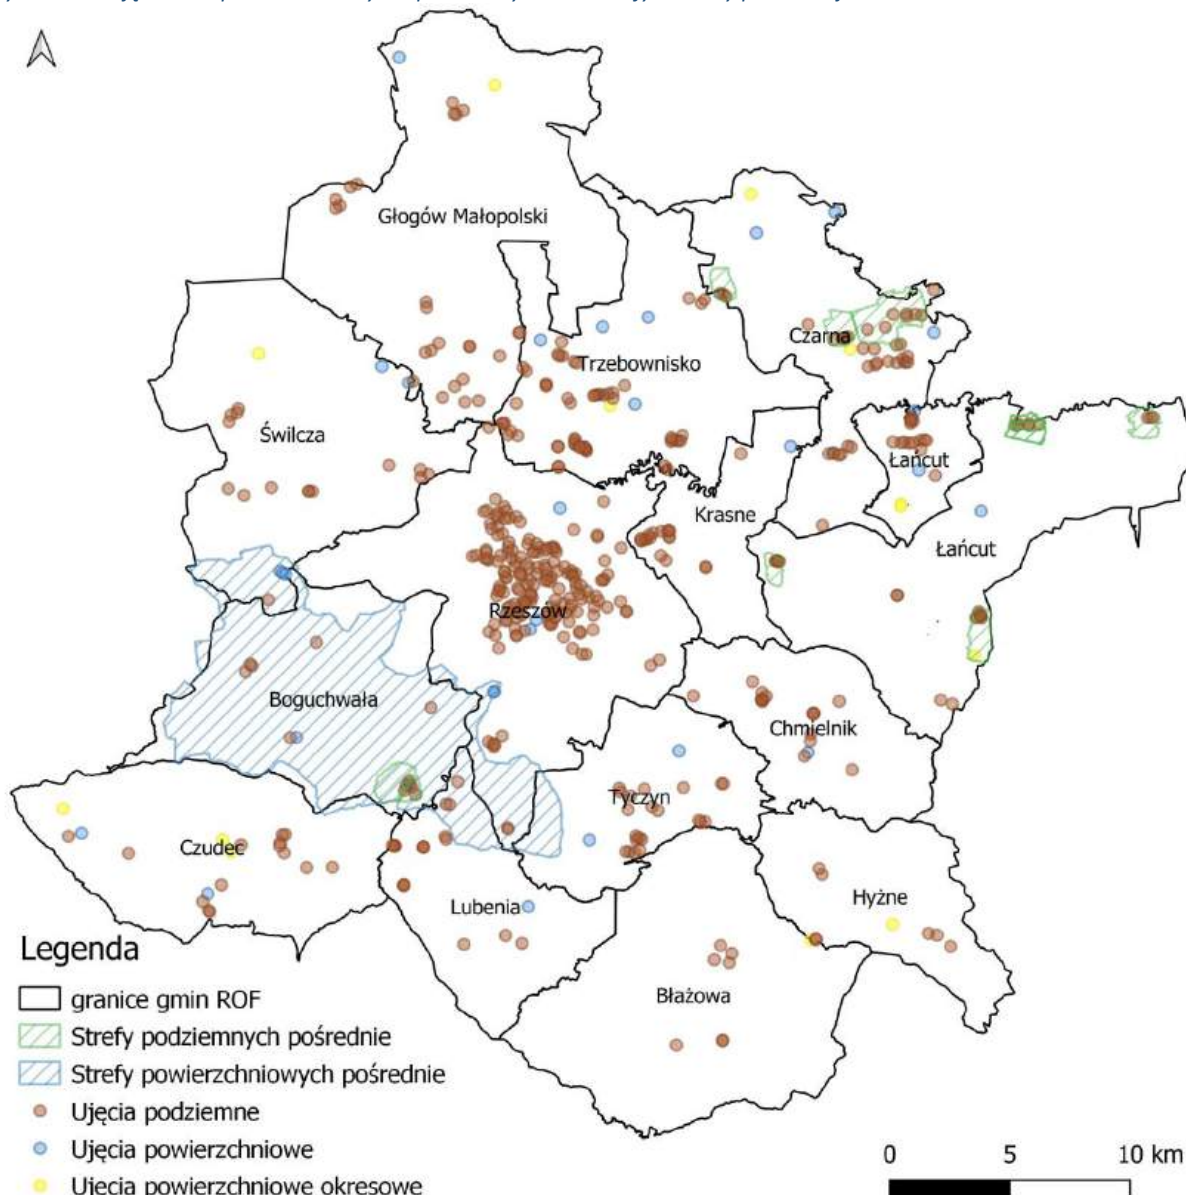 Głogów Małopolski
Czarna
Trzebownisko
Świlcza
Łańcut
Krasne
Łańcut
Rzeszów
Boguchwała
Chmielnik
Tyczyn
Czudec
Hyżne
Lubenia
Błażowa
Legenda
granice gmin ROF
Strefy podziemnych pośrednie
Strefy powierzchniowych pośrednie
Ujęcia podziemne
Ujęcia powierzchniowe
Ujęcia powierzchniowe okresowe
0 5 10 km